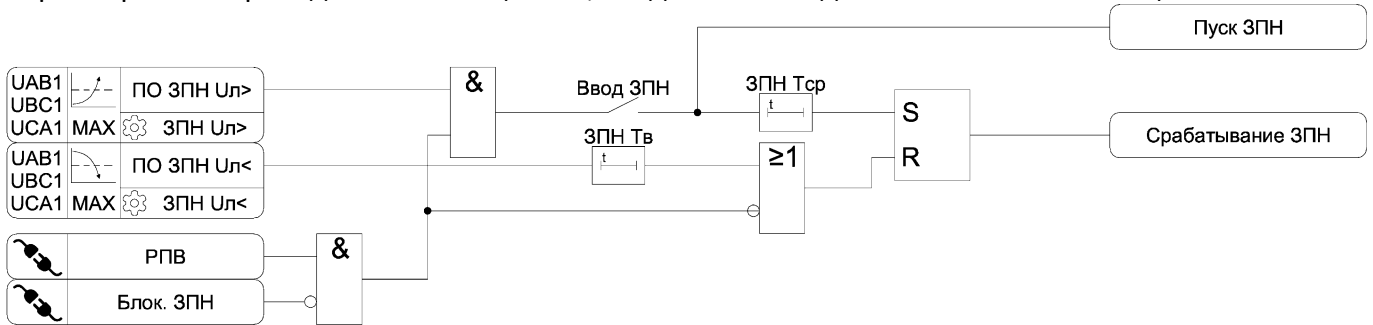 Пуск ЗПН
UAB1
UBC1
UCA1
MAX
ПО ЗПН Uл>
ЗПН Uл>
&
Ввод ЗПН
ЗПН Тср
t
S
R
Срабатывание ЗПН
UAB1
UBC1
UCA1
MAX
ПО ЗПН Uл<
ЗПН Uл<
ЗПН Тв
t
≥1
РПВ
&
Блок. ЗПН